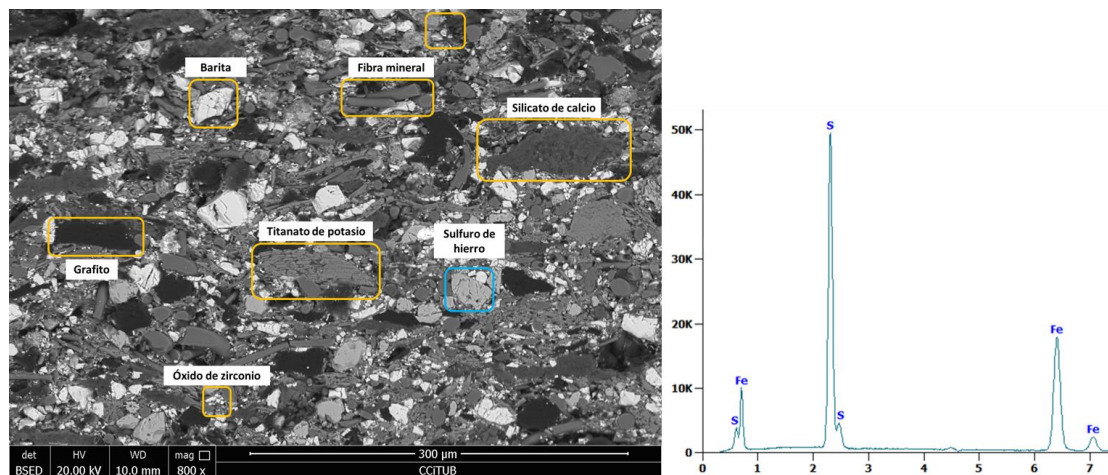 Barita
Fibra mineral
Silicato de calcio
Grafito
Titanato de potasio
Sulfuro de
hierro
Óxido de zirconio
det HV WD mag □ 300 µm
BSED 20.00 kV 10.0 mm 800 x CCiTUB
50K
40K
30K
20K
10K
0
S
Fe
S
S
Fe
Fe
0 1 2 3 4 5 6 7